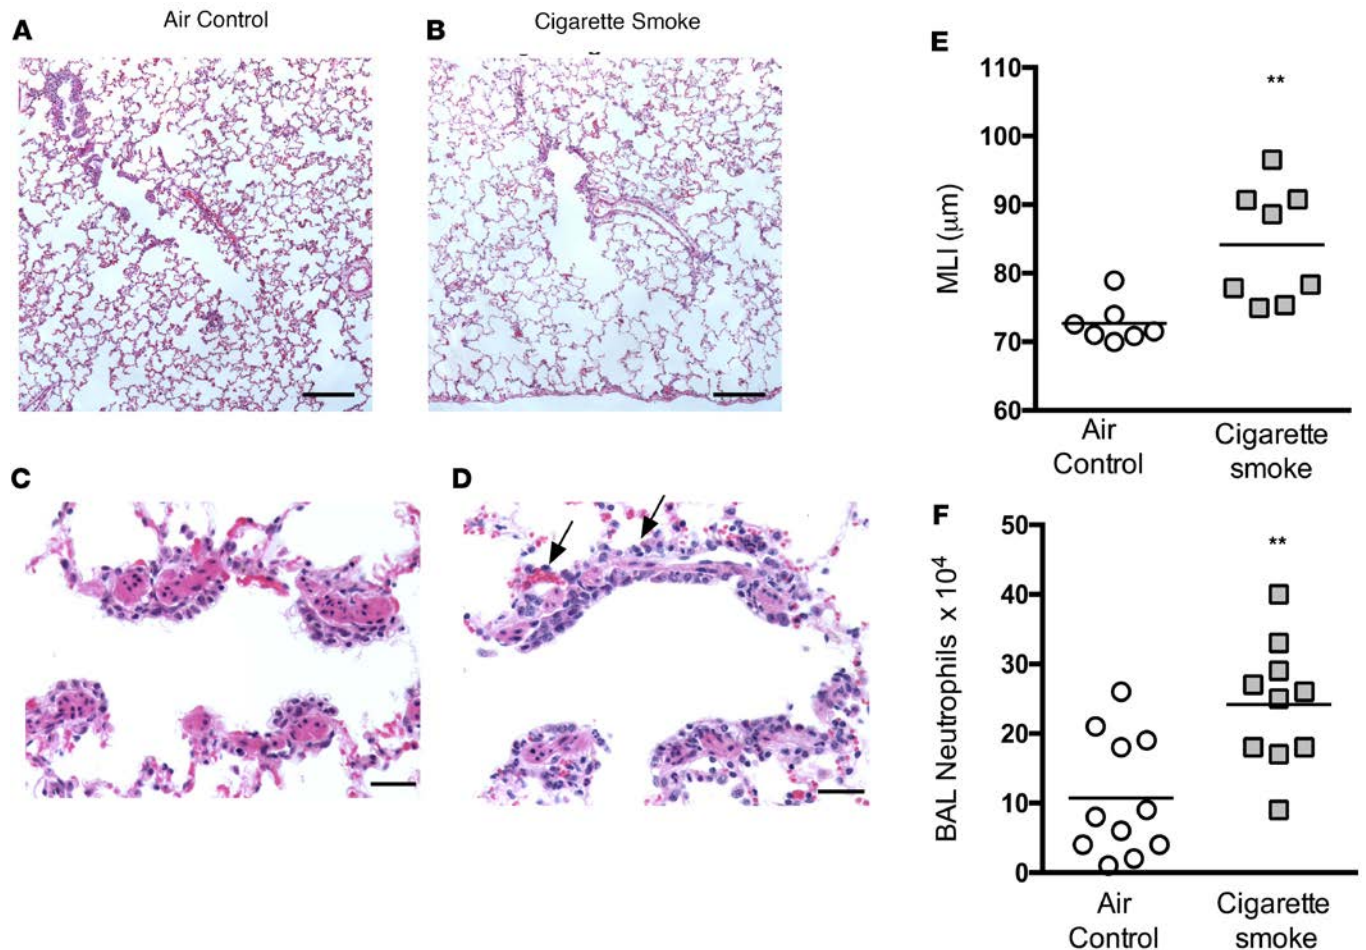 A
Air Control
B
Cigarette Smoke
C
D
E
MLI (μm)
110
100
90
80
70
60
**
Air
Control
Cigarette
smoke
F
BAL Neutrophils x 10⁴
50
40
30
20
10
0
**
Air
Control
Cigarette
smoke